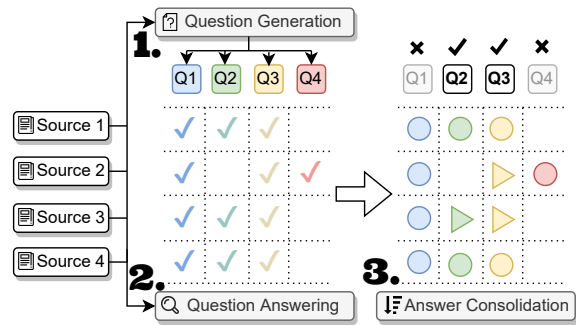 Question Generation
1.
Q1 Q2 Q3 Q4
Q1 Q2 Q3 Q4
Source 1
Source 2
Source 3
Source 4
2.
Question Answering
3.
Answer Consolidation